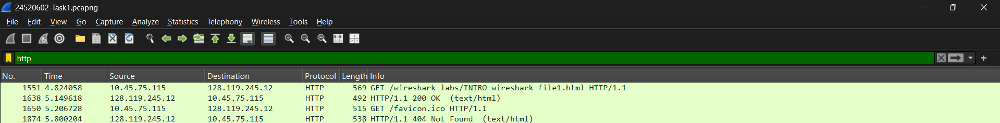 24520602-Task1.pcapng
File Edit View Go Capture Analyze Statistics Telephony Wireless Tools Help
http
No. Time Source Destination Protocol Length Info
1551 4.824058 10.45.75.115 128.119.245.12 HTTP 569 GET /wireshark-labs/INTRO-wireshark-file1.html HTTP/1.1
1638 5.149618 128.119.245.12 10.45.75.115 HTTP 492 HTTP/1.1 200 OK (text/html)
1650 5.206728 10.45.75.115 128.119.245.12 HTTP 515 GET /favicon.ico HTTP/1.1
1874 5.800204 128.119.245.12 10.45.75.115 HTTP 538 HTTP/1.1 404 Not Found (text/html)